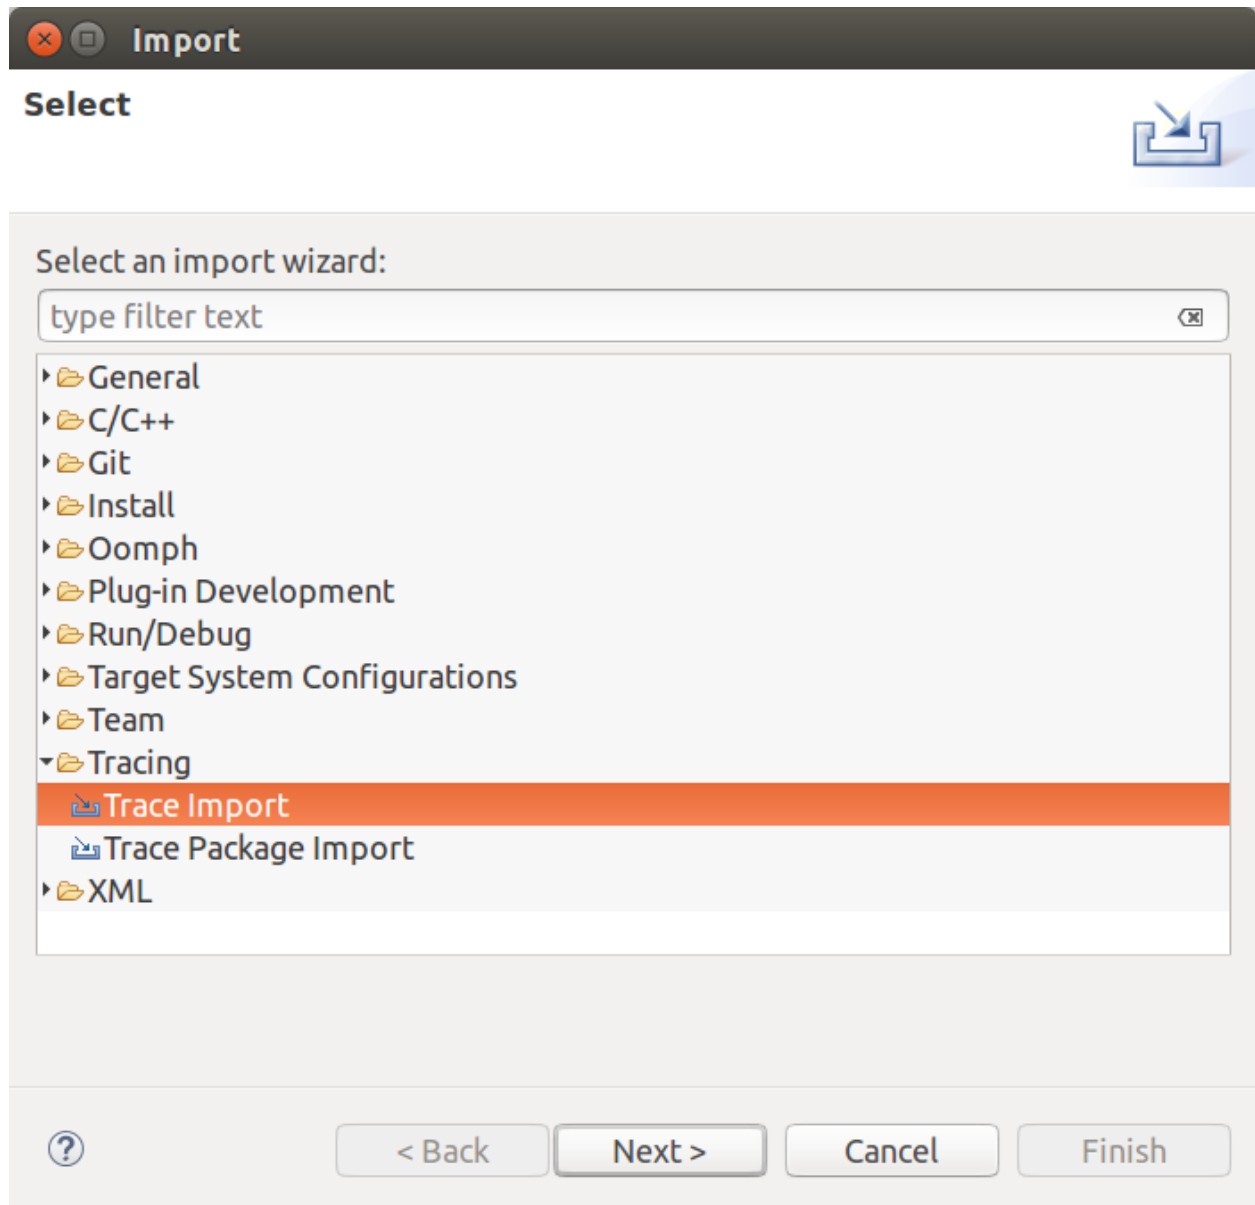 Import
Select
Select an import wizard:
type filter text
General
C/C++
Git
Install
Oomph
Plug-in Development
Run/Debug
Target System Configurations
Team
Tracing
Trace Import
Trace Package Import
XML
? < Back Next > Cancel Finish